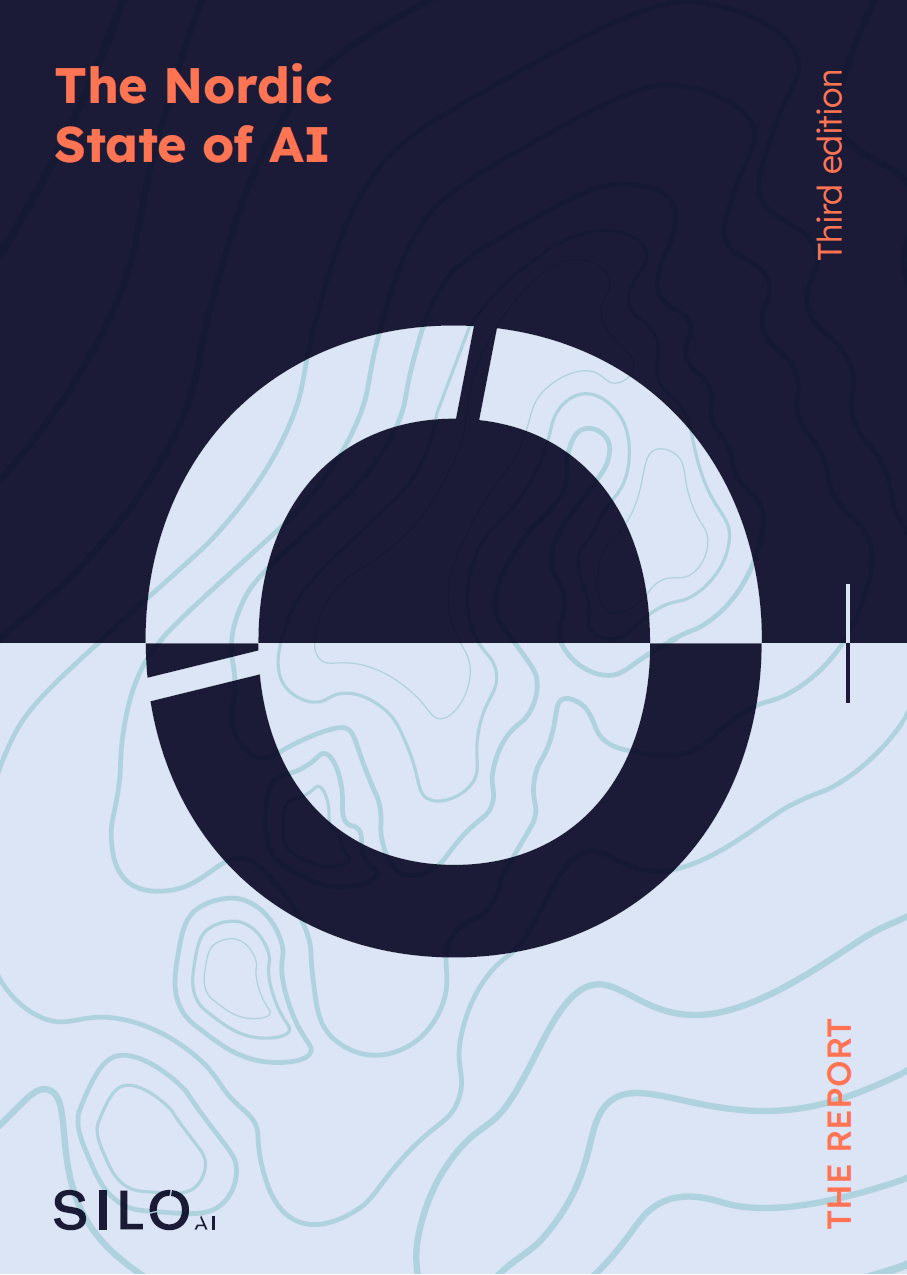 The Nordic
State of AI
Third edition
THE REPORT
SILO AI